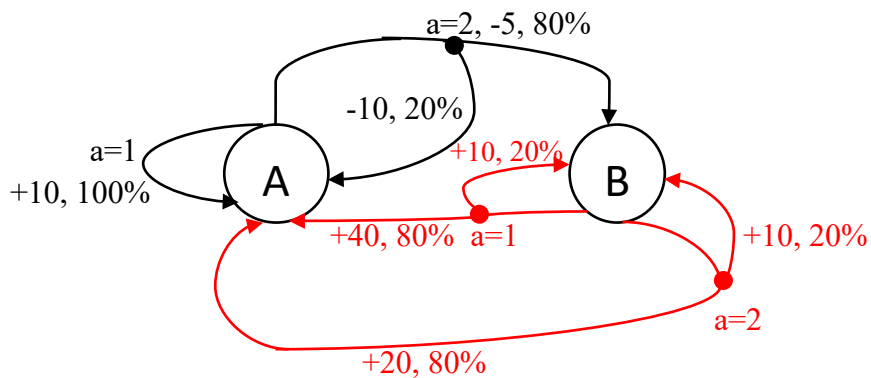 a=2, -5, 80%
-10, 20%
a=1
+10, 100%
A
+10, 20%
B
+40, 80% a=1
+10, 20%
a=2
+20, 80%